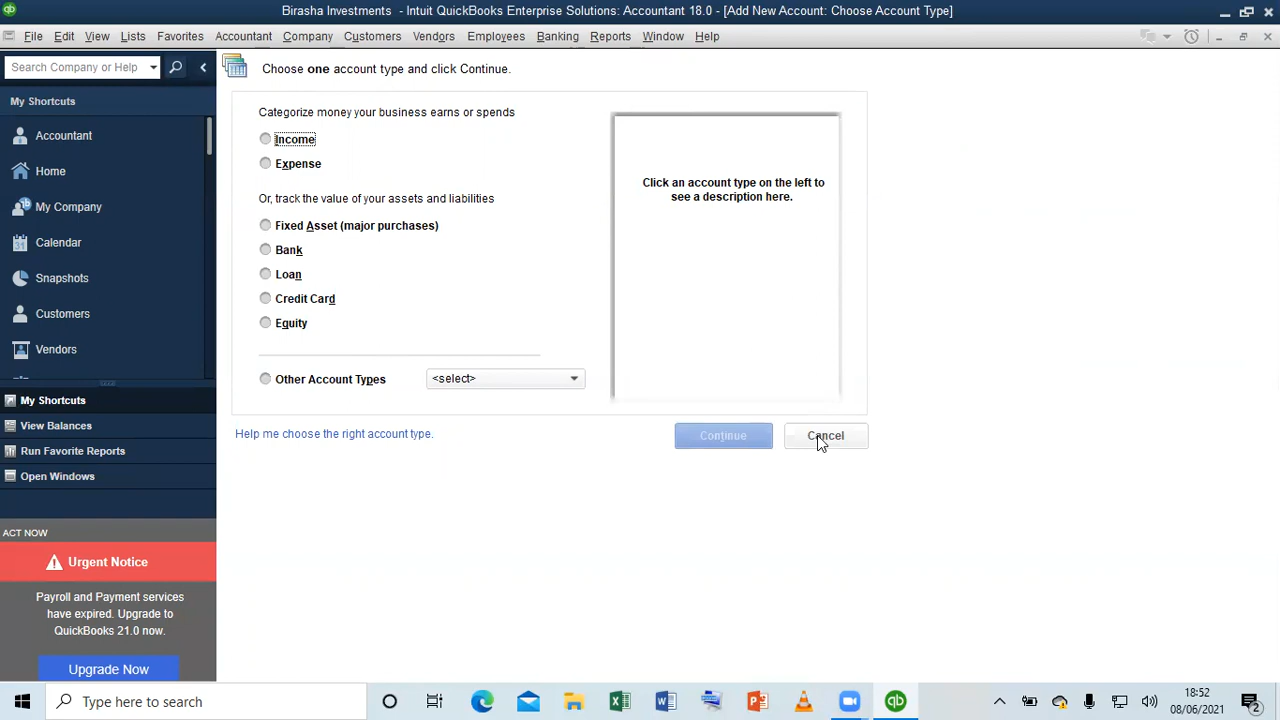 Birasha Investments - Intuit QuickBooks Enterprise Solutions: Accountant 18.0 - [Add New Account: Choose Account Type]
File Edit View Lists Favorites Accountant Company Customers Vendors Employees Banking Reports Window Help
Search Company or Help
Choose one account type and click Continue.
My Shortcuts
Accountant
Home
My Company
Calendar
Snapshots
Customers
Vendors
My Shortcuts
View Balances
Run Favorite Reports
Open Windows
ACT NOW
Urgent Notice
Payroll and Payment services
have expired. Upgrade to
QuickBooks 21.0 now.
Upgrade Now
Categorize money your business earns or spends
Income
Expense
Or, track the value of your assets and liabilities
Fixed Asset (major purchases)
Bank
Loan
Credit Card
Equity
Other Account Types <select>
Click an account type on the left to
see a description here.
Help me choose the right account type.
Continue Cancel
Type here to search
18:52
08/06/2021
2